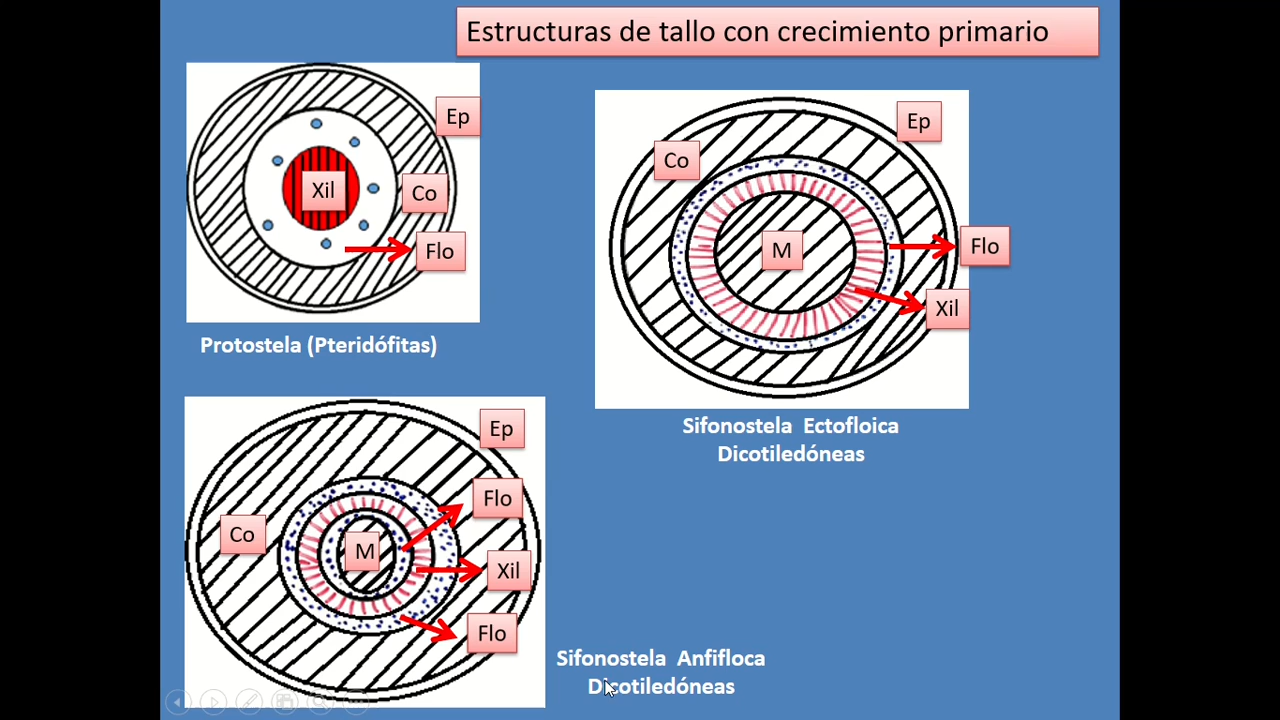 Estructuras de tallo con crecimiento primario
Ep
Xil
Co
Flo
Protostela (Pteridófitas)
Ep
Co
M
Flo
Xil
Sifonostela Ectofloica
Dicotiledóneas
Ep
Flo
Co
M
Xil
Flo
Sifonostela Anfifloca
Dicotiledóneas